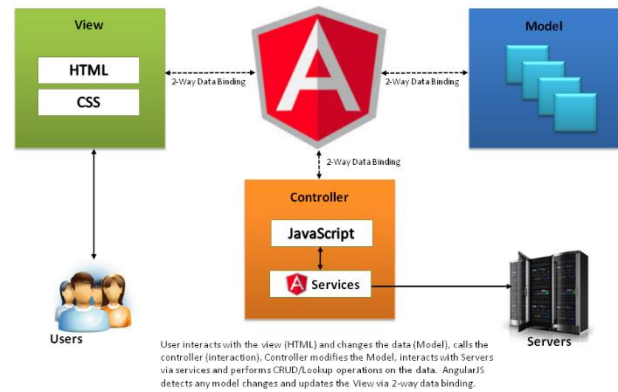 View
Model
HTML
CSS
2-Way Data Binding
2-Way Data Binding
2-Way Data Binding
Controller
JavaScript
Services
Users
Servers
User interacts with the view (HTML) and changes the data (Model), calls the
controller (interaction), Controller modifies the Model, interacts with Servers
via services and performs CRUD/Lookup operations on the data. AngularJS
detects any model changes and updates the View via 2-way data binding.